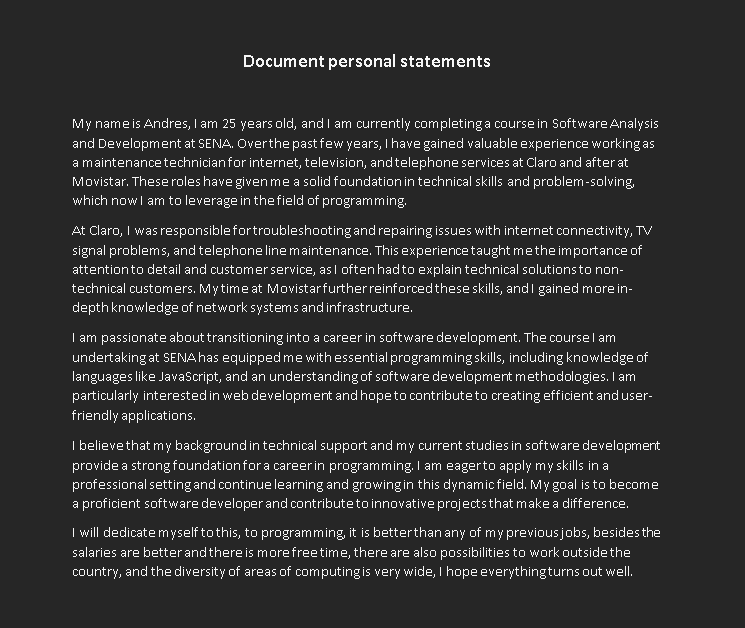 Document personal statements
My name is Andres, I am 25 years old, and I am currently completing a course in Software Analysis
and Development at SENA. Over the past few years, I have gained valuable experience working as
a maintenance technician for internet, television, and telephone services at Claro and after at
Movistar. These roles have given me a solid foundation in technical skills and problem-solving,
which now I am to leverage in the field of programming.
At Claro, I was responsible for troubleshooting and repairing issues with internet connectivity, TV
signal problems, and telephone line maintenance. This experience taught me the importance of
attention to detail and customer service, as I often had to explain technical solutions to non-
technical customers. My time at Movistar further reinforced these skills, and I gained more in-
depth knowledge of network systems and infrastructure.
I am passionate about transitioning into a career in software development. The course I am
undertaking at SENA has equipped me with essential programming skills, including knowledge of
languages like JavaScript, and an understanding of software development methodologies. I am
particularly interested in web development and hope to contribute to creating efficient and user-
friendly applications.
I believe that my background in technical support and my current studies in software development
provide a strong foundation for a career in programming. I am eager to apply my skills in a
professional setting and continue learning and growing in this dynamic field. My goal is to become
a proficient software developer and contribute to innovative projects that make a difference.
I will dedicate myself to this, to programming, it is better than any of my previous jobs, besides the
salaries are better and there is more free time, there are also possibilities to work outside the
country, and the diversity of areas of computing is very wide, I hope everything turns out well.